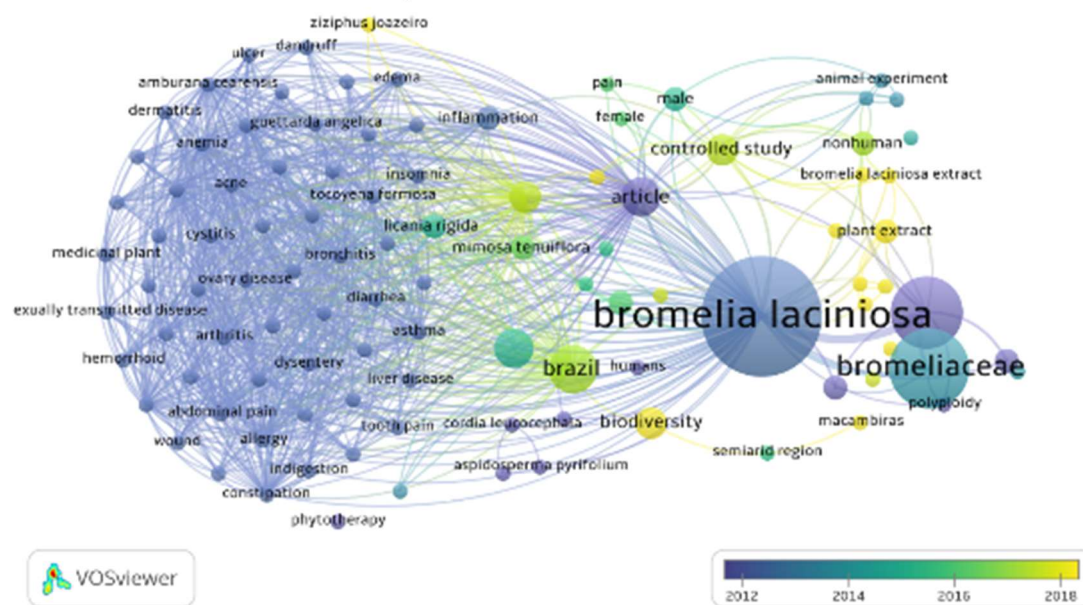 ziziphus joazeiro
dandruff
ulcer
amburana cearensis
edema
pain
male
animal experiment
dermatitis
guettarda angelica
inflammation
female
anemia
controlled study
nonhuman
acne
insomnia
bromelia laciniosa extract
tocoyena formosa
article
cystitis
licania rigida
plant extract
medicinal plant
bronchitis
mimosa tenuiflora
ovary disease
diarrhea
exually transmitted disease
bromelia laciniosa
arthritis
asthma
hemorrhoid
dysentery
brazil
humans
bromeliaceae
liver disease
polyploidy
abdominal pain
tooth pain
cordia leucocephala
biodiversity
macambiras
wound
allergy
semiarid region
indigestion
aspidosperma pyrifolium
constipation
phytotherapy
VOSviewer
2012 2014 2016 2018